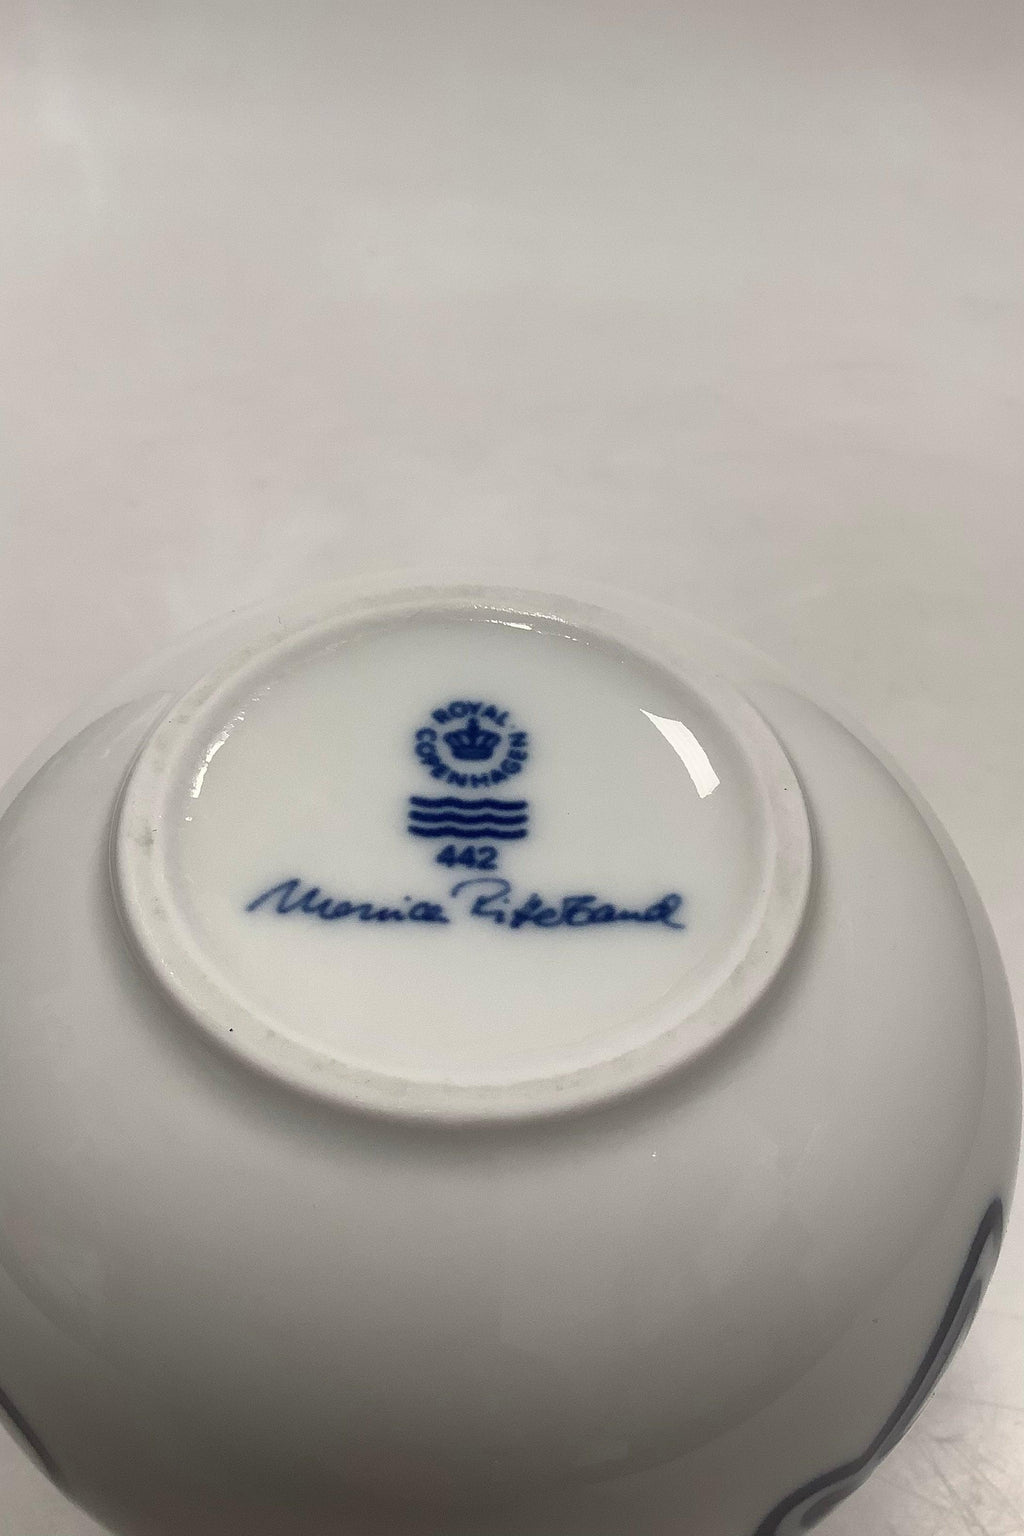 ROYAL
COPENHAGEN
442
Monica Ritterband